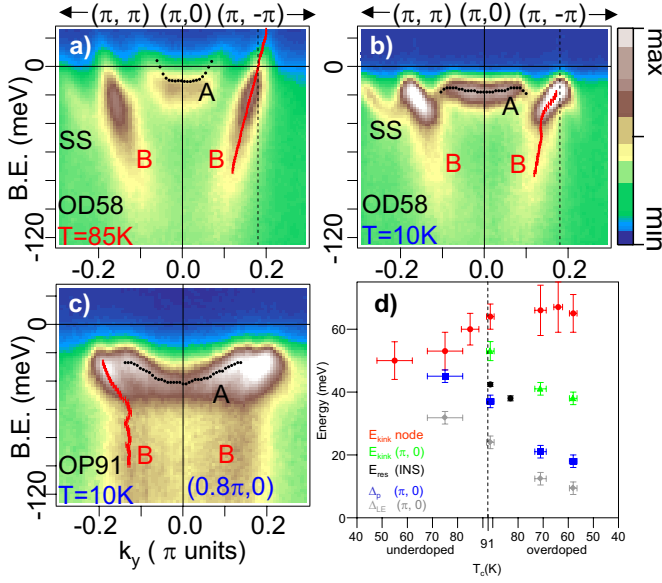 (π, π) (π,0) (π, -π) (π, π) (π,0) (π, -π)
a)
b)
max
min
B.E. (meV)
0
-120
A
B
B
SS
OD58
T=85K
-0.2 0.0 0.2
0
-120
A
B
B
SS
OD58
T=10K
-0.2 0.0 0.2
c)
B.E. (meV)
0
-120
A
B
B
OP91
T=10K
(0.8π,0)
-0.2 0.0 0.2
k_y ( π units)
d)
Energy (meV)
60
40
20
0
E_kink node
E_kink (π, 0)
E_res (INS)
Δ_p (π, 0)
Δ_LE (π, 0)
40 50 60 70 80 91 80 70 60 50 40
underdoped overdoped
T_c(K)